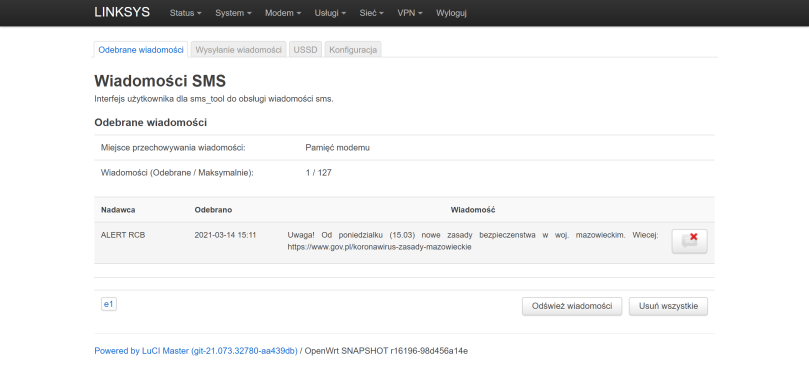 LINKSYS Status System Modem Usługi Sieć VPN Wyloguj
Odebrane wiadomości Wysyłanie wiadomości USSD Konfiguracja
Wiadomości SMS
Interfejs użytkownika dla sms_tool do obsługi wiadomości sms.
Odebrane wiadomości
Miejsce przechowywania wiadomości: Pamięć modemu
Wiadomości (Odebrane / Maksymalnie): 1 / 127
Nadawca Odebrano Wiadomość
ALERT RCB 2021-03-14 15:11 Uwaga! Od poniedzialku (15.03) nowe zasady bezpieczenstwa w woj. mazowieckim. Wiecej:
https://www.gov.pl/koronawirus-zasady-mazowieckie
e1 Odśwież wiadomości Usuń wszystkie
Powered by LuCI Master (git-21.073.32780-aa439db) / OpenWrt SNAPSHOT r16196-98d456a14e